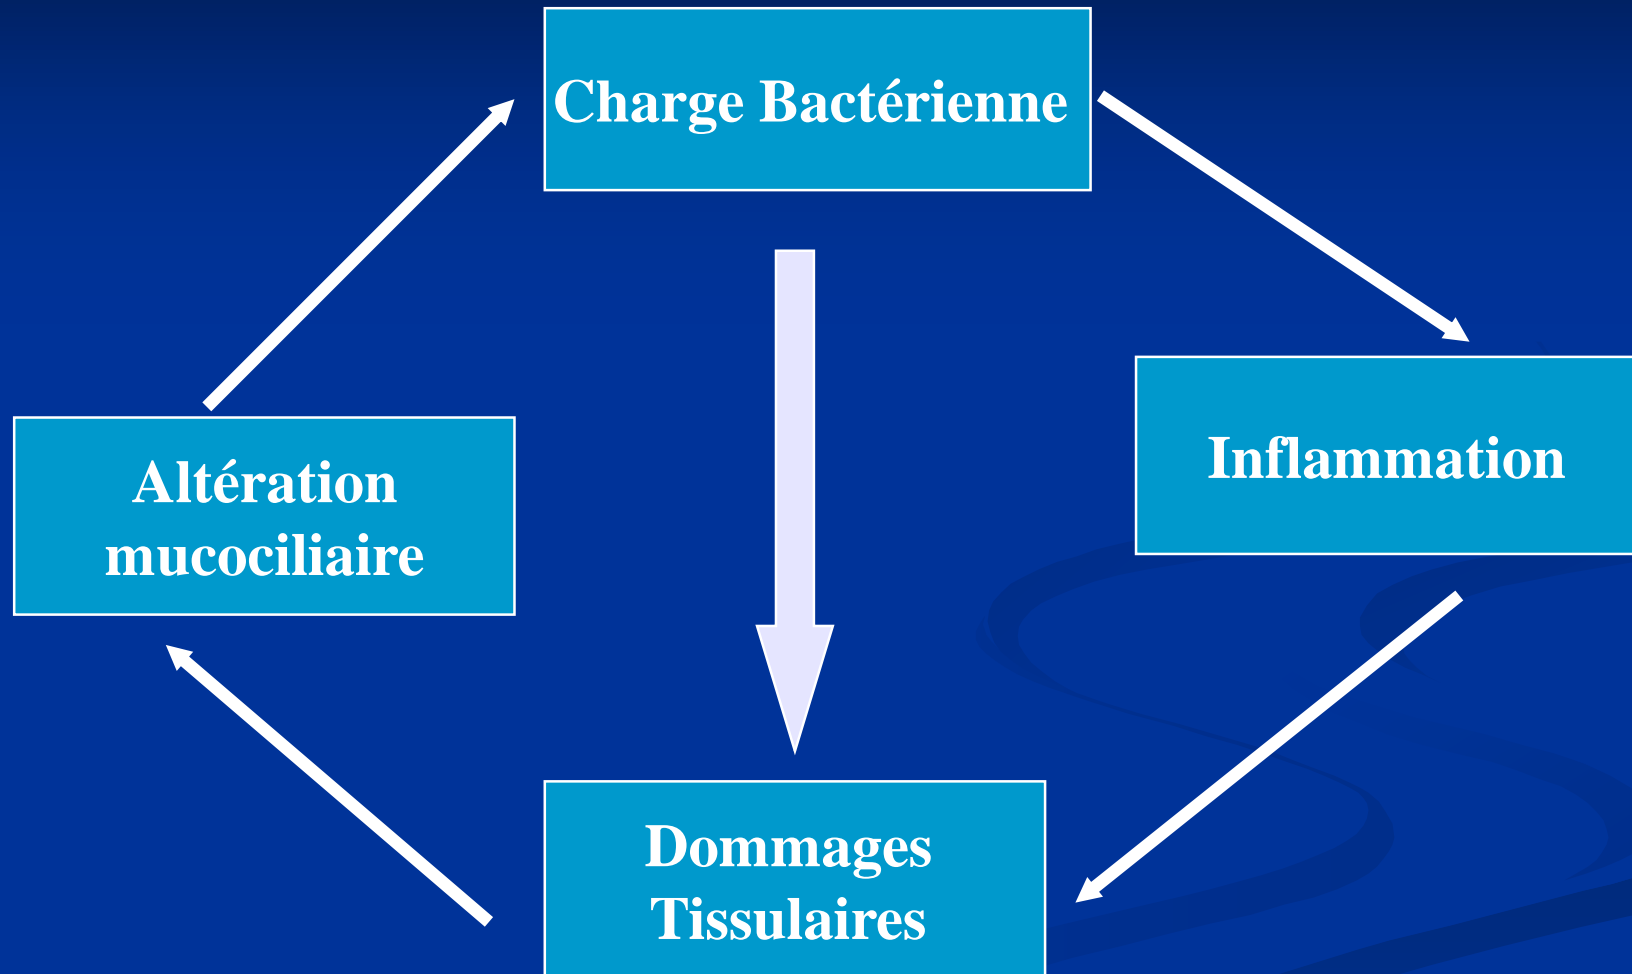 Charge Bactérienne
Inflammation
Altération
mucociliaire
Dommages
Tissulaires